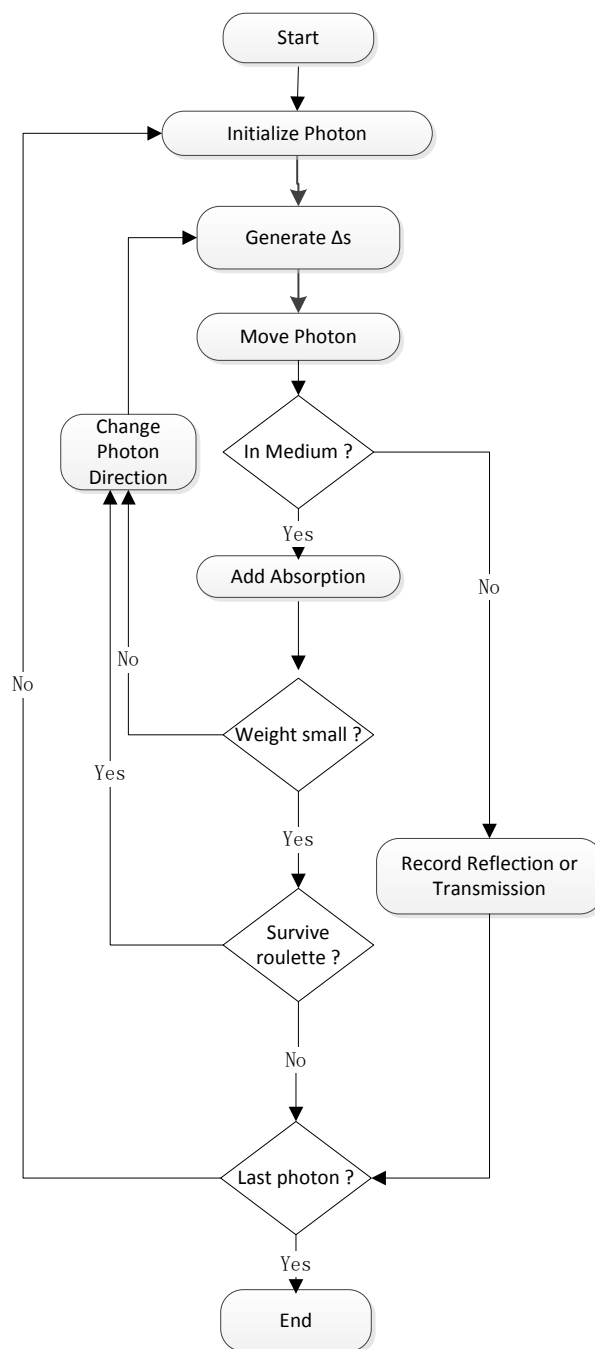 Start
Initialize Photon
Generate Δs
Move Photon
Change
Photon
Direction
In Medium ?
Yes
Add Absorption
No
No
No
Weight small ?
Yes
Yes
Record Reflection or
Transmission
Survive
roulette ?
No
Last photon ?
Yes
End